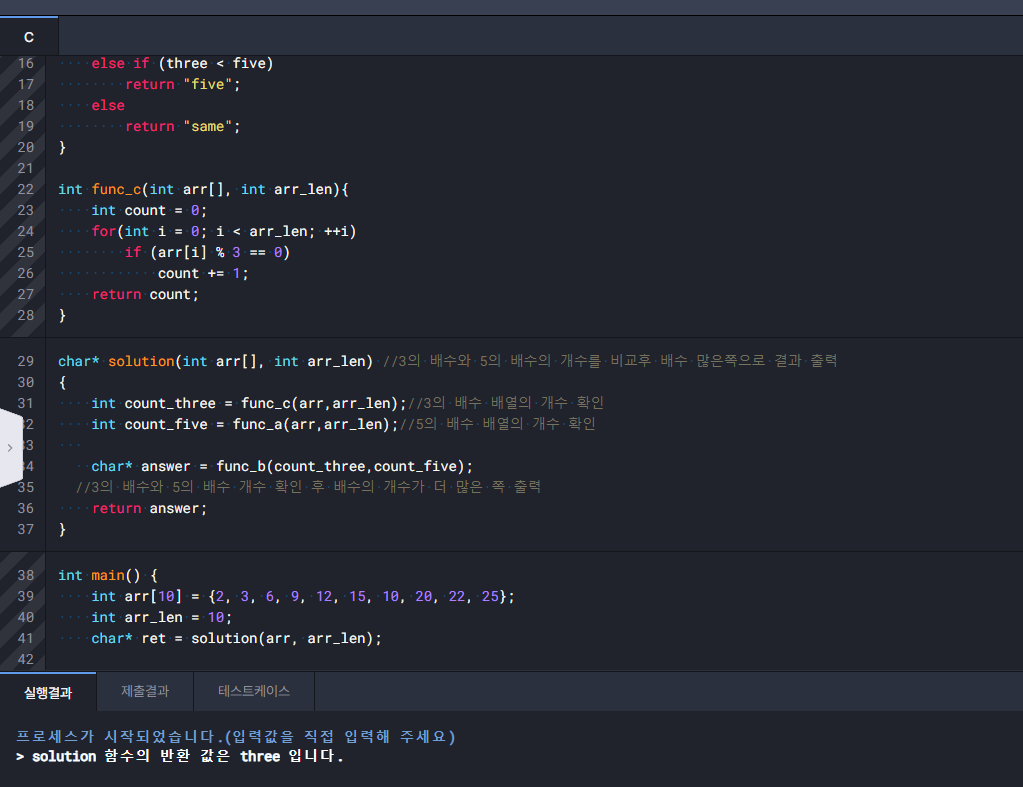 C
16 else if (three < five)
17 return "five";
18 else
19 return "same";
20 }
21
22 int func_c(int arr[], int arr_len){
23 int count = 0;
24 for(int i = 0; i < arr_len; ++i)
25 if (arr[i] % 3 == 0)
26 count += 1;
27 return count;
28 }
29 char* solution(int arr[], int arr_len) //3의 배수와 5의 배수의 개수를 비교후 배수 많은쪽으로 결과 출력
30 {
31 int count_three = func_c(arr,arr_len);//3의 배수 배열의 개수 확인
32 int count_five = func_a(arr,arr_len);//5의 배수 배열의 개수 확인
33
34 char* answer = func_b(count_three,count_five);
35 //3의 배수와 5의 배수 개수 확인 후 배수의 개수가 더 많은 쪽 출력
36 return answer;
37 }
38 int main() {
39 int arr[10] = {2, 3, 6, 9, 12, 15, 10, 20, 22, 25};
40 int arr_len = 10;
41 char* ret = solution(arr, arr_len);
42
실행결과 제출결과 테스트케이스
프로세스가 시작되었습니다.(입력값을 직접 입력해 주세요)
> solution 함수의 반환 값은 three 입니다.